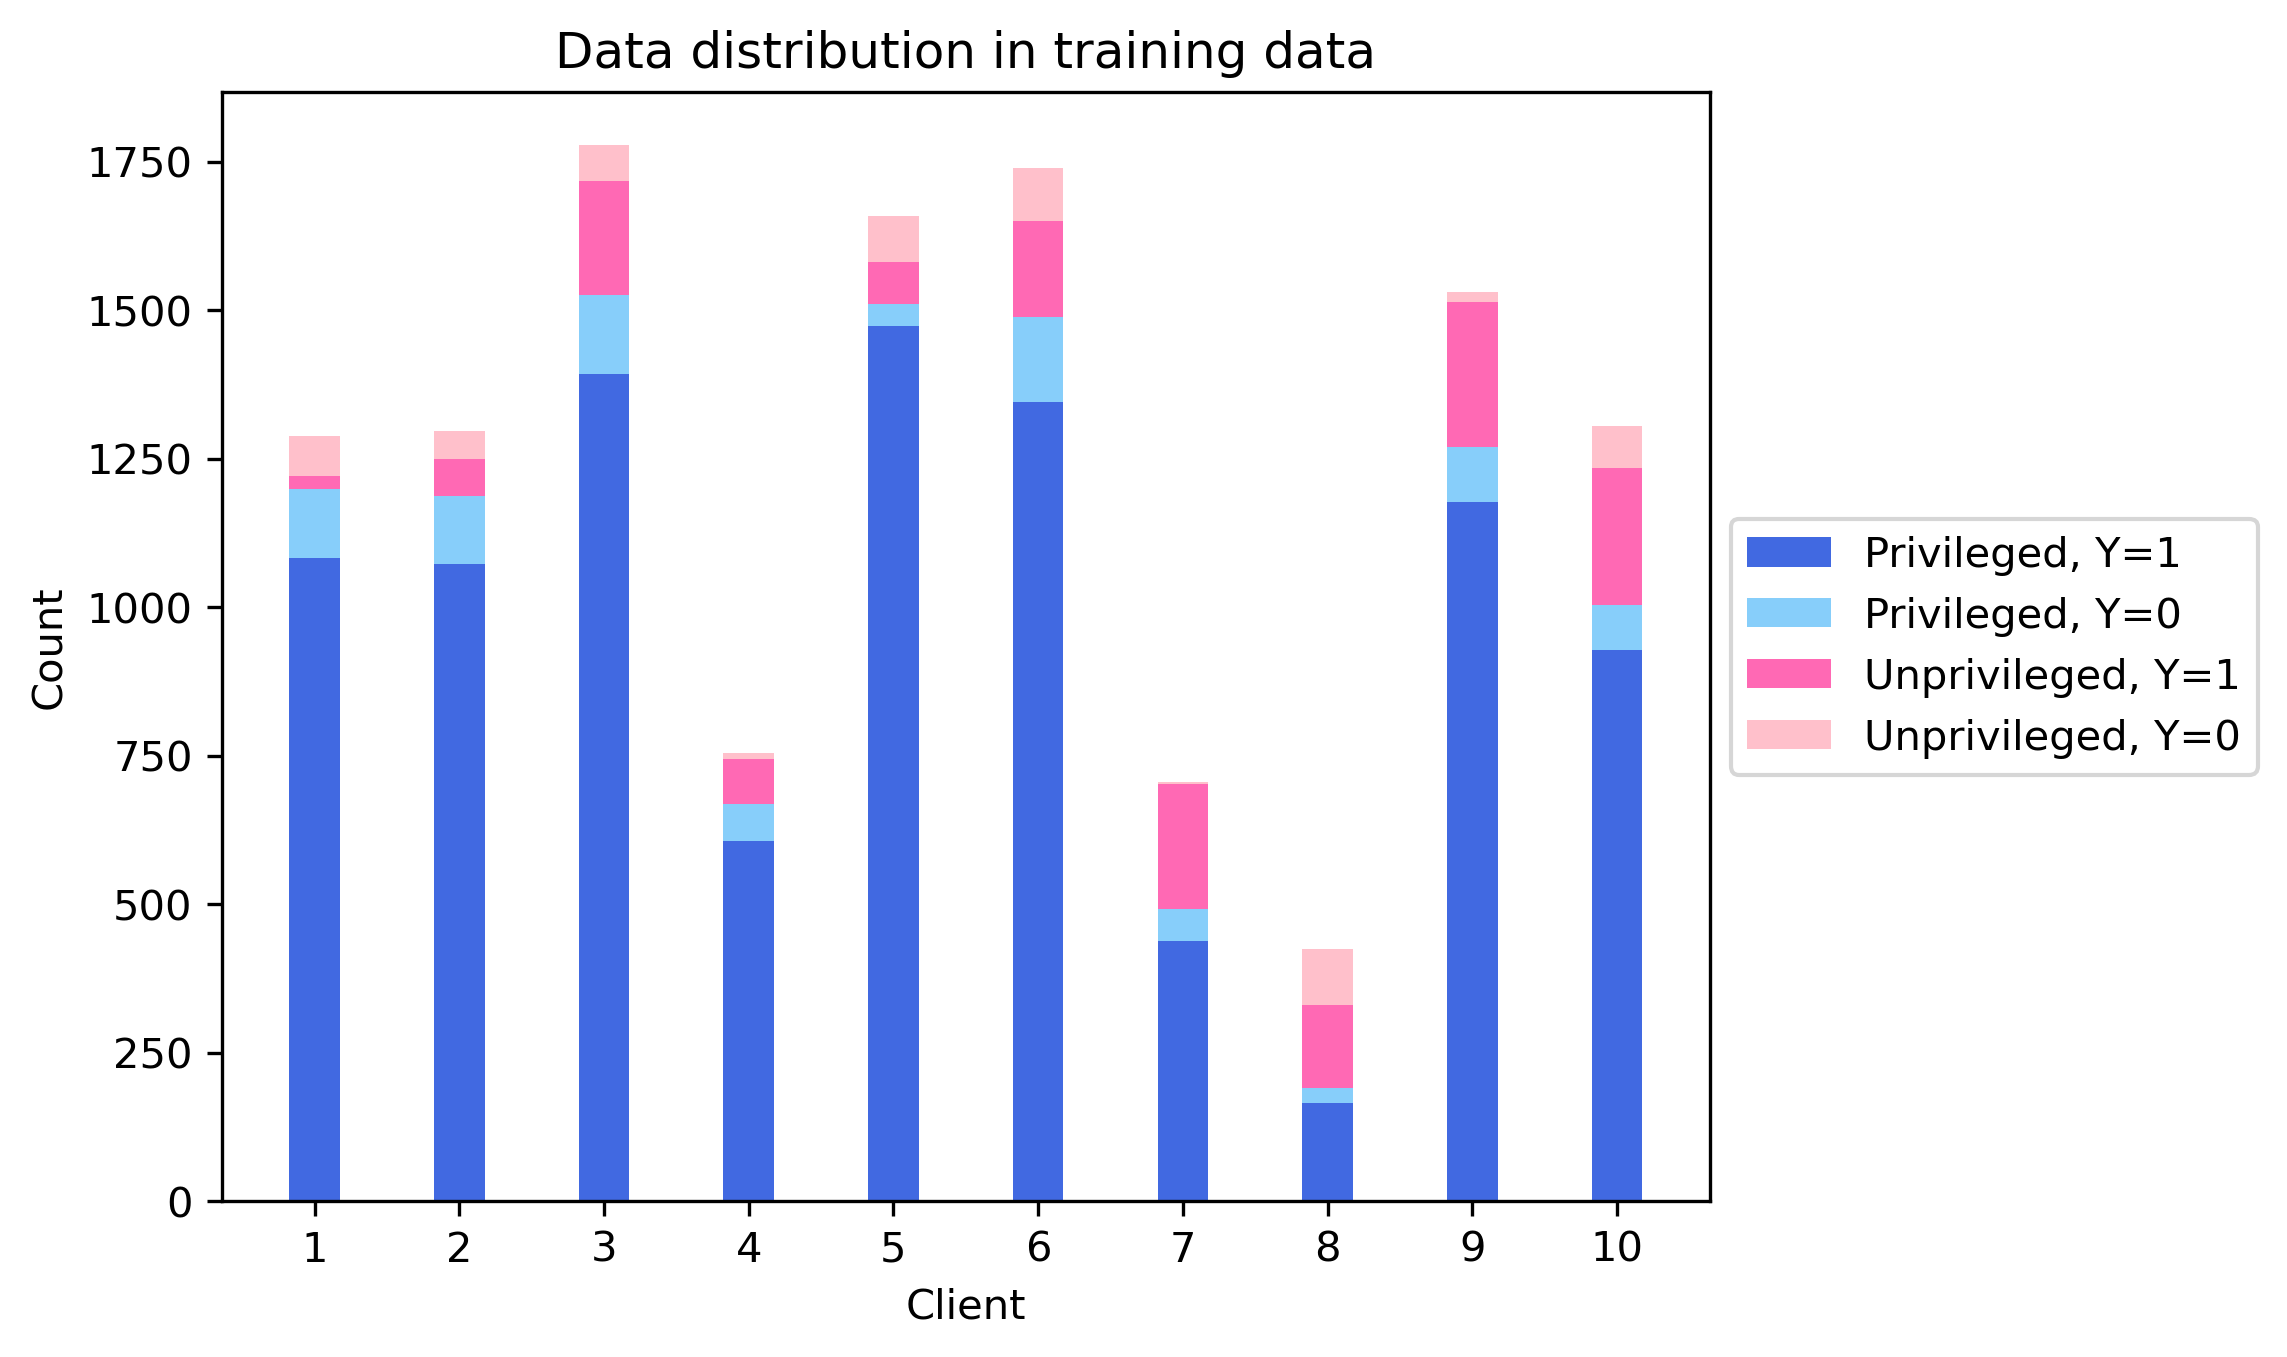 Data distribution in training data
Count
1750
1500
1250
1000
750
500
250
0
1 2 3 4 5 6 7 8 9 10
Client
Privileged, Y=1
Privileged, Y=0
Unprivileged, Y=1
Unprivileged, Y=0